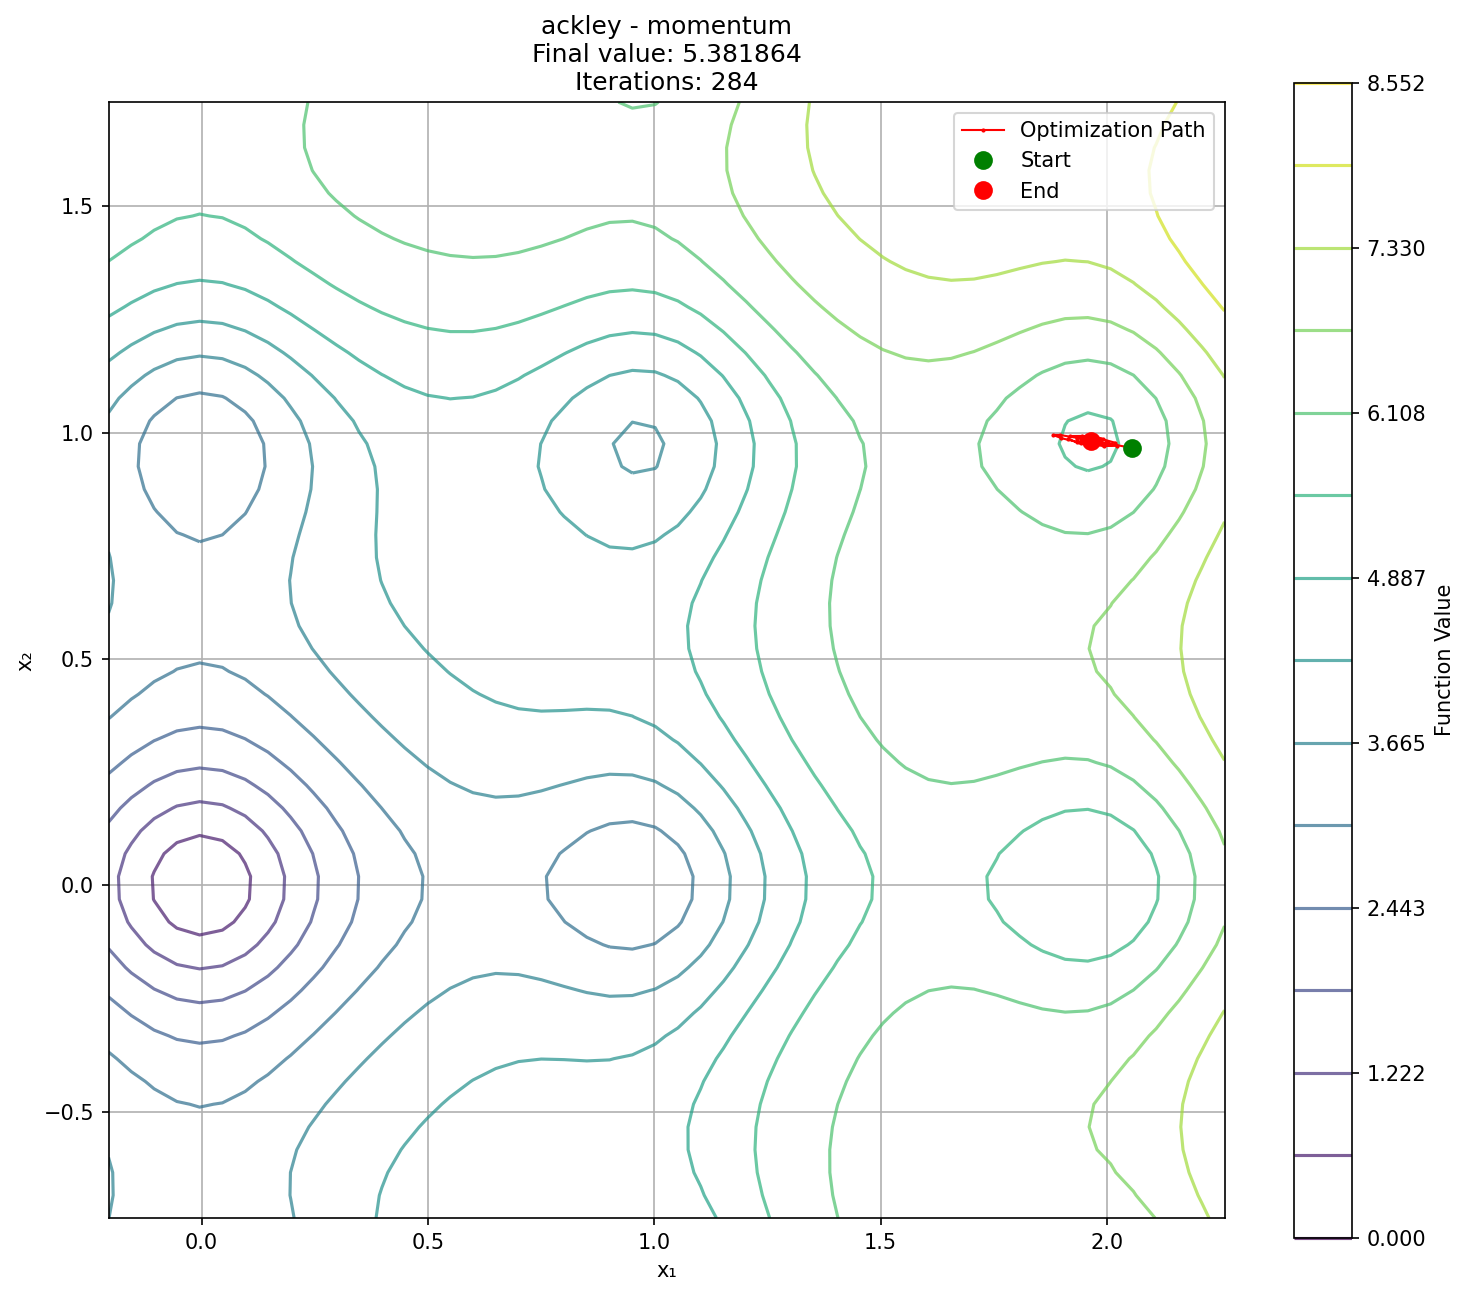 ackley - momentum
Final value: 5.381864
Iterations: 284
Optimization Path
Start
End
1.5
1.0
0.5
0.0
−0.5
x₂
0.0
0.5
1.0
1.5
2.0
x₁
8.552
7.330
6.108
4.887
3.665
2.443
1.222
0.000
Function Value